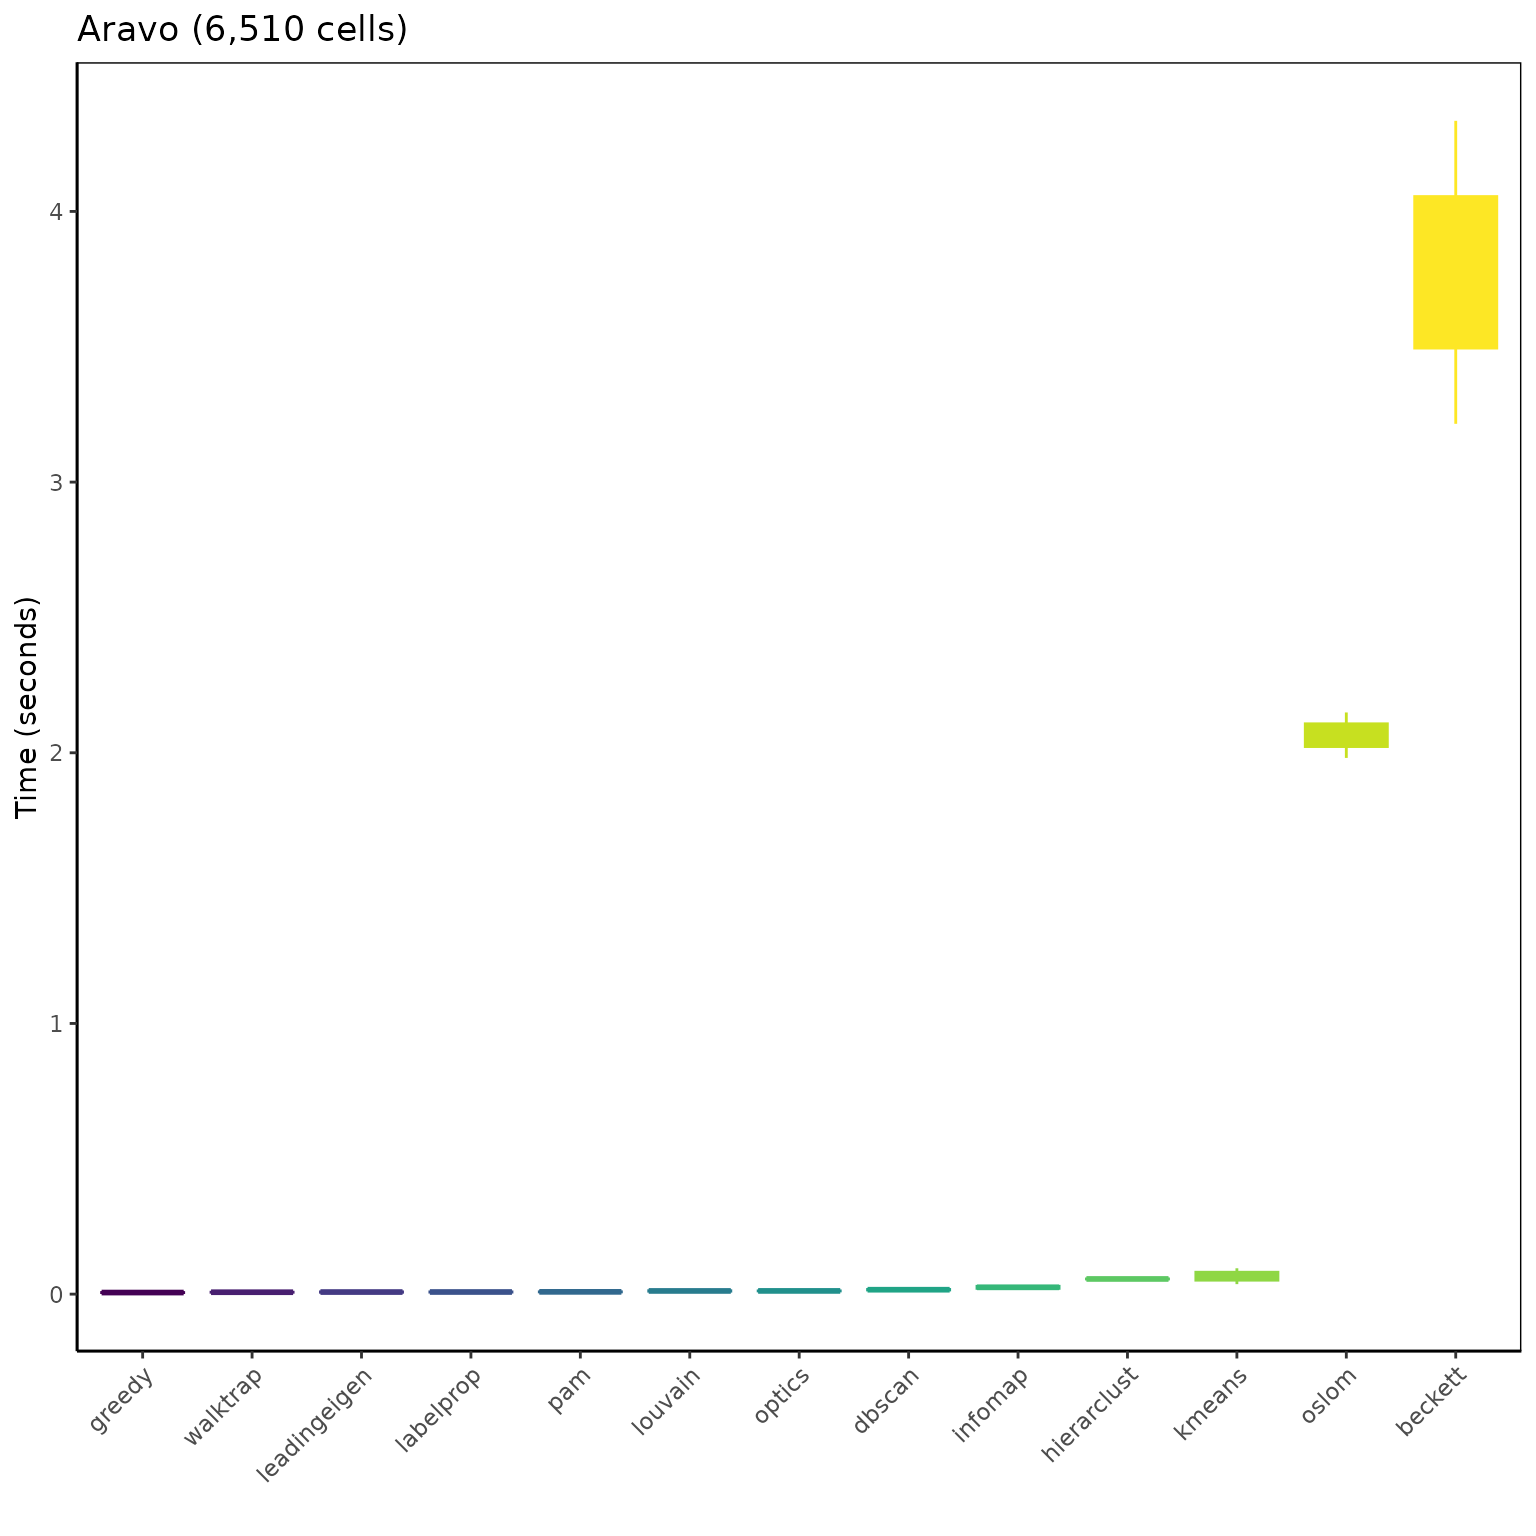 Aravo (6,510 cells)
Time (seconds)
4
3
2
1
0
greedy
walktrap
leadingeigen
labelprop
pam
louvain
optics
dbscan
infomap
hierarclust
kmeans
oslom
beckett